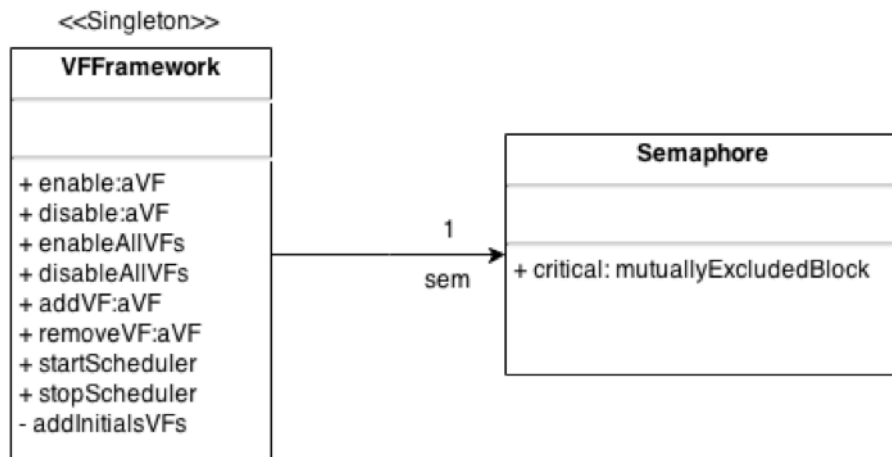 <<Singleton>>
VFFramework
+ enable:aVF
+ disable:aVF
+ enableAllVFs
+ disableAllVFs
+ addVF:aVF
+ removeVF:aVF
+ startScheduler
+ stopScheduler
- addInitialsVFs
1
sem
Semaphore
+ critical: mutuallyExcludedBlock